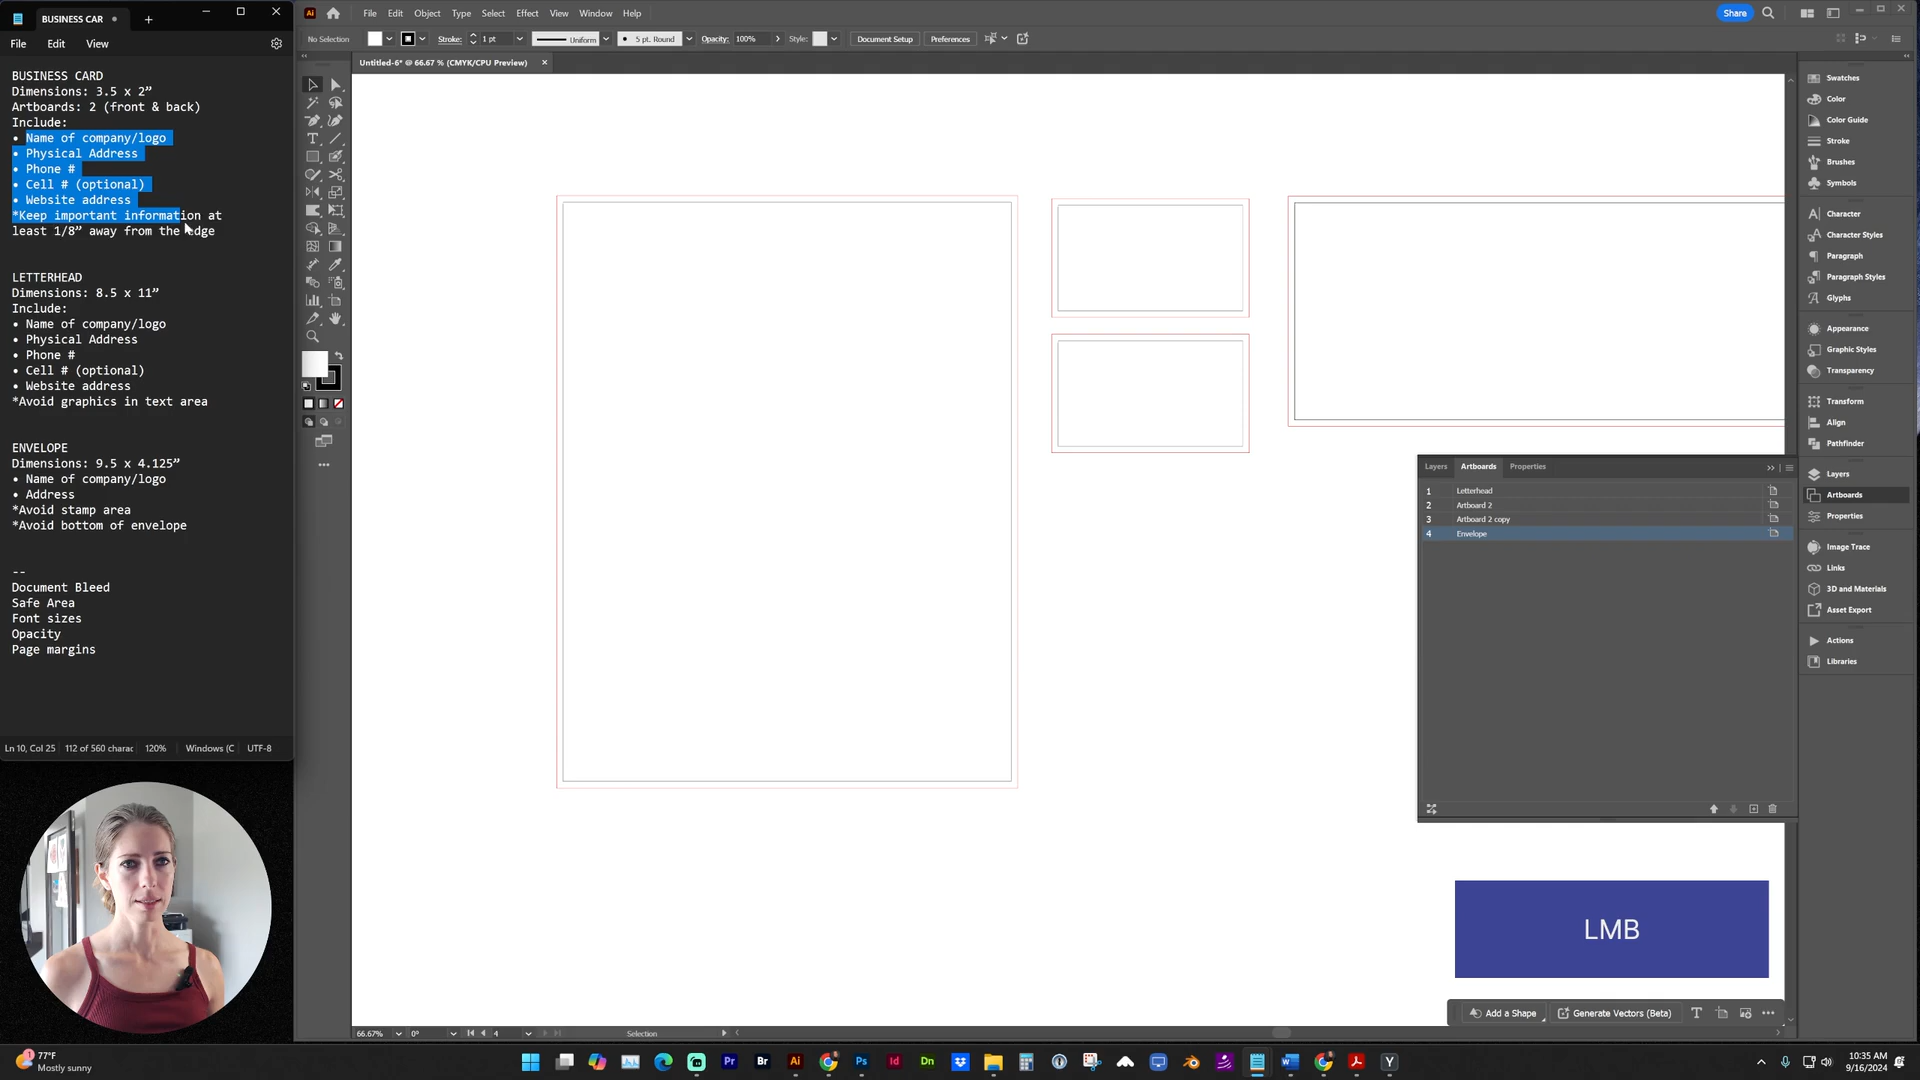 BUSINESS CAR
File Edit View
BUSINESS CARD
Dimensions: 3.5 x 2”
Artboards: 2 (front & back)
Include:
• Name of company/logo
• Physical Address
• Phone #
• Cell # (optional)
• Website address
*Keep important information at
least 1/8” away from the edge
LETTERHEAD
Dimensions: 8.5 x 11”
Include:
• Name of company/logo
• Physical Address
• Phone #
• Cell # (optional)
• Website address
*Avoid graphics in text area
ENVELOPE
Dimensions: 9.5 x 4.125”
• Name of company/logo
• Address
*Avoid stamp area
*Avoid bottom of envelope
--
Document Bleed
Safe Area
Font sizes
Opacity
Page margins
Ln 10, Col 25 112 of 560 charac 120% Windows (C UTF-8
Ai File Edit Object Type Select Effect View Window Help Share
No Selection Stroke: 1 pt Uniform 5 pt. Round Opacity: 100% Style: Document Setup Preferences
Untitled-6* @ 66.67 % (CMYK/CPU Preview)
Swatches
Color
Color Guide
Stroke
Brushes
Symbols
Character
Character Styles
Paragraph
Paragraph Styles
Glyphs
Appearance
Graphic Styles
Transparency
Transform
Align
Pathfinder
Layers
Artboards
Properties
Image Trace
Links
3D and Materials
Asset Export
Actions
Libraries
Layers Artboards Properties
1 Letterhead
2 Artboard 2
3 Artboard 2 copy
4 Envelope
LMB
Add a Shape Generate Vectors (Beta)
66.67% 0° 4 Selection
1
77°F
Mostly sunny
Pr Br Ai Ps Id Dn
10:35 AM
9/16/2024